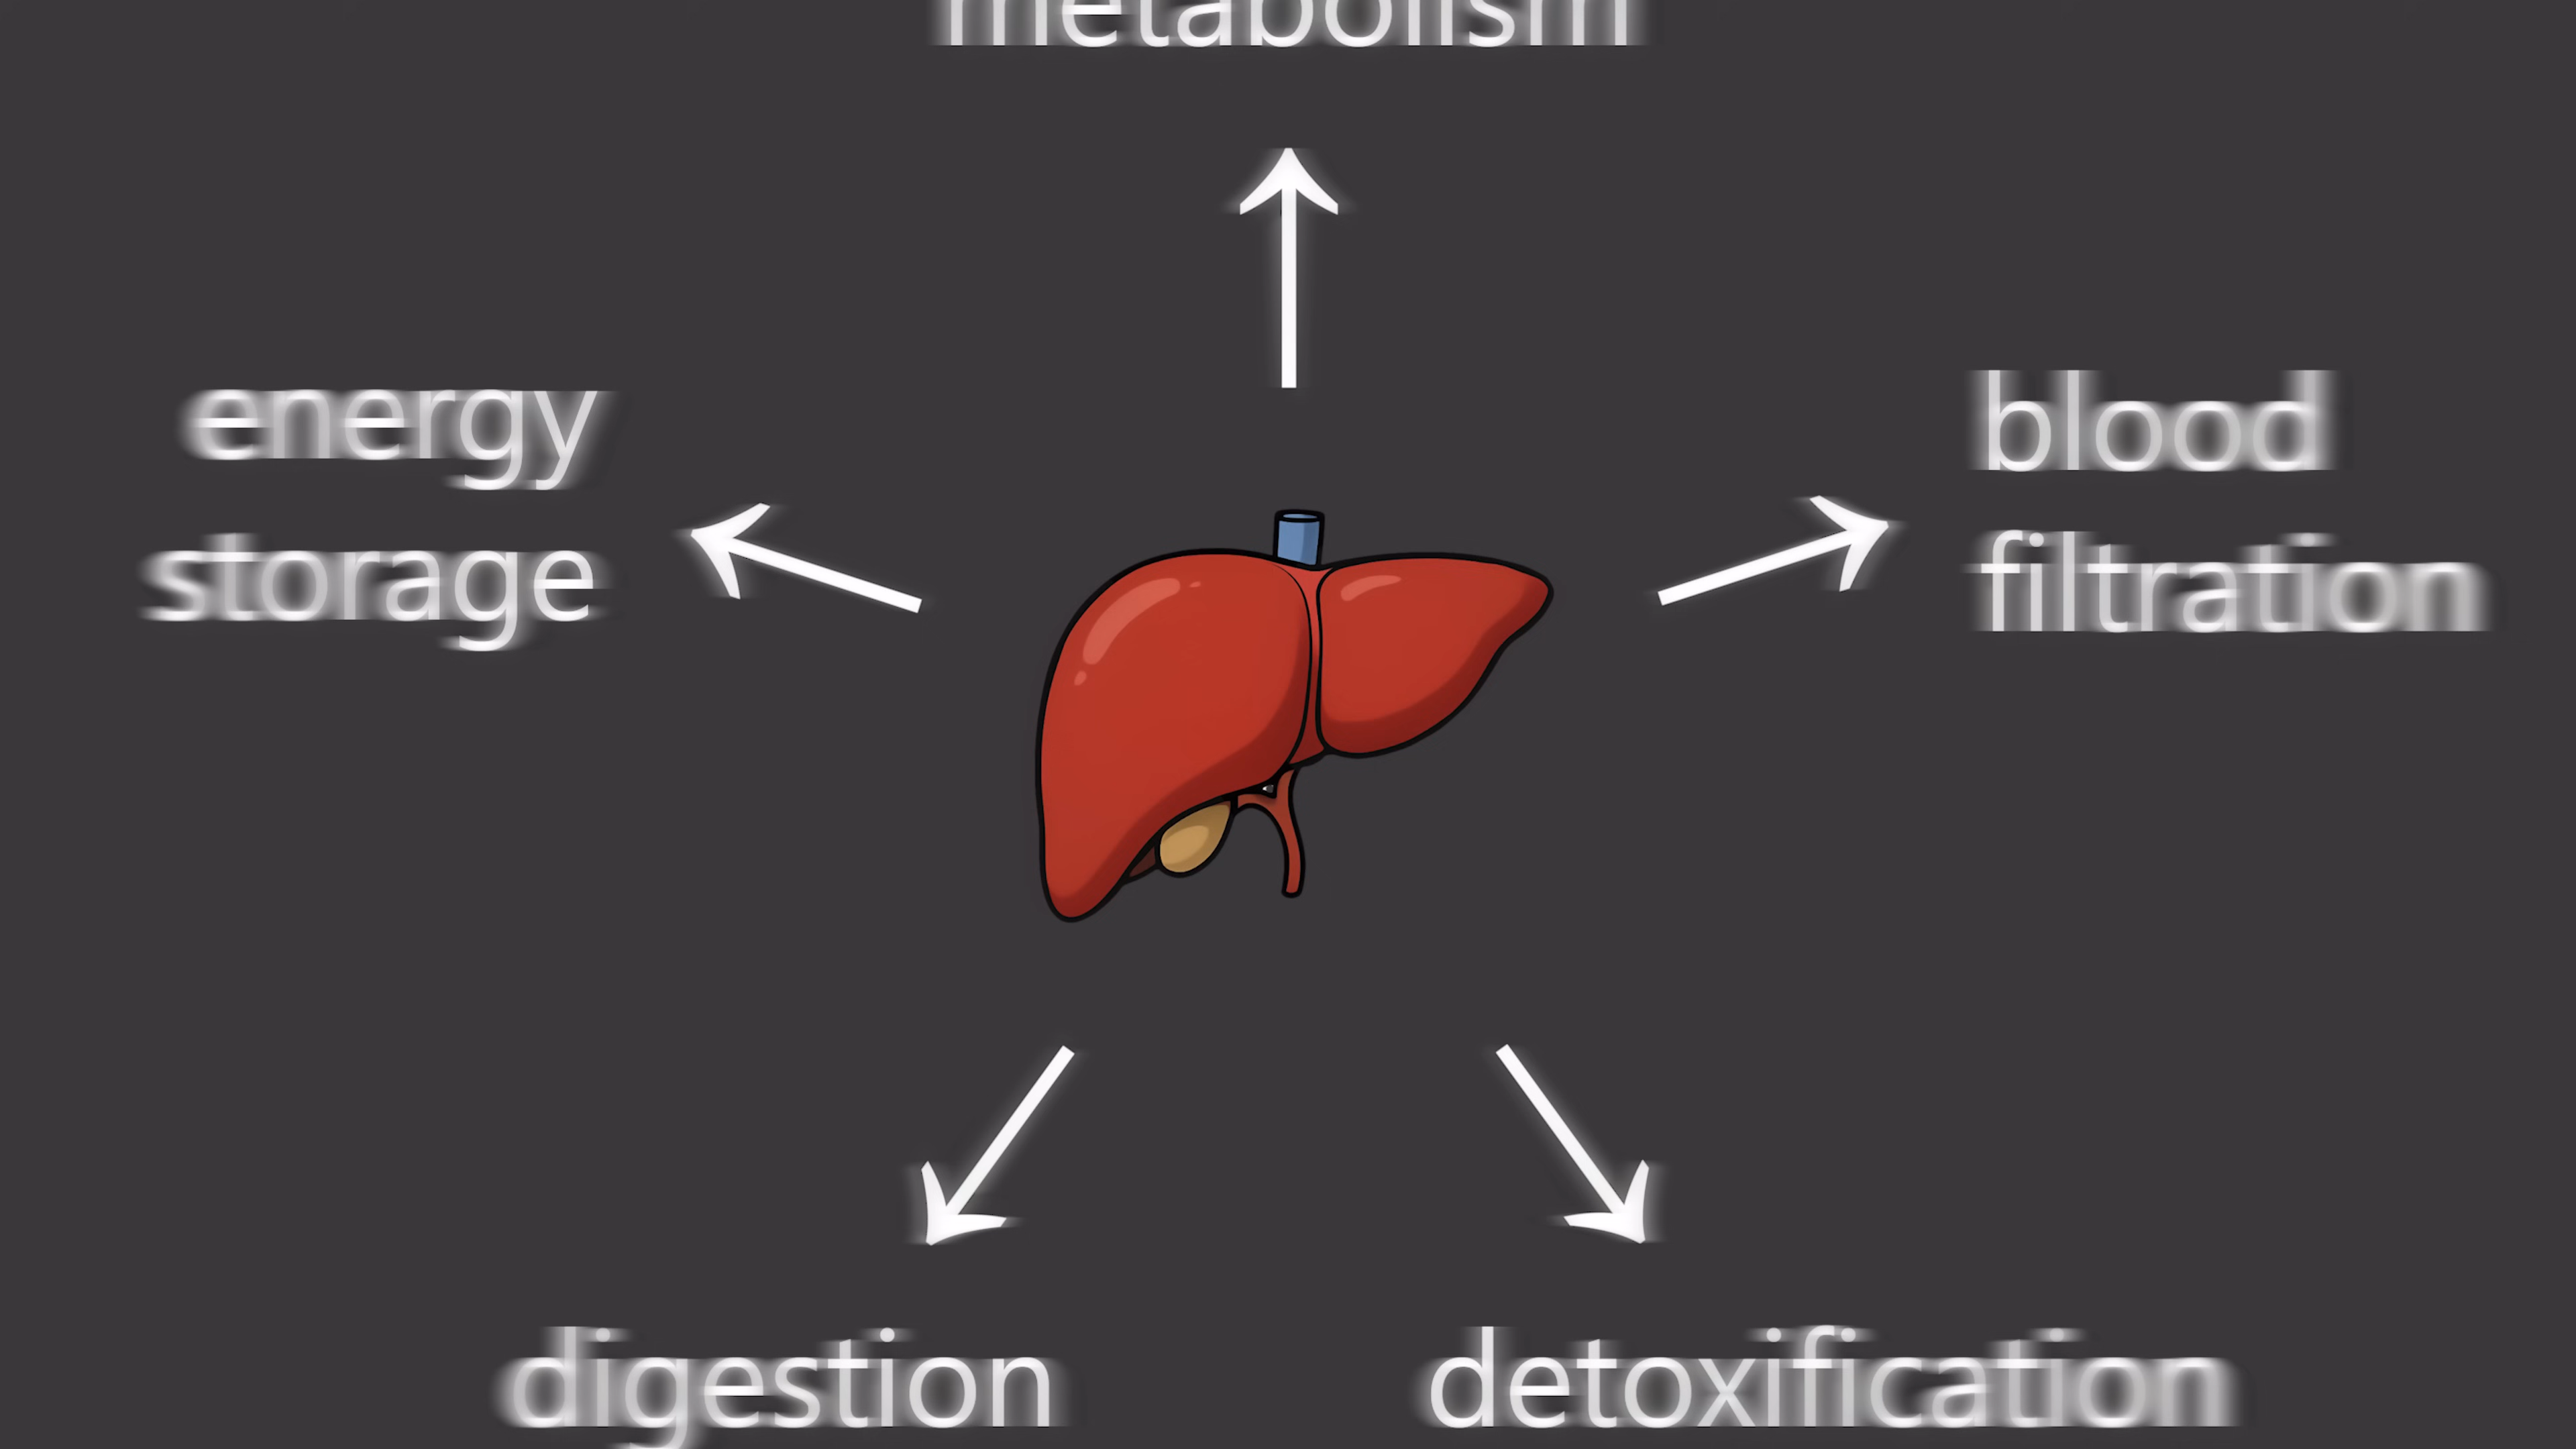 metabolism
energy
storage
blood
filtration
digestion
detoxification